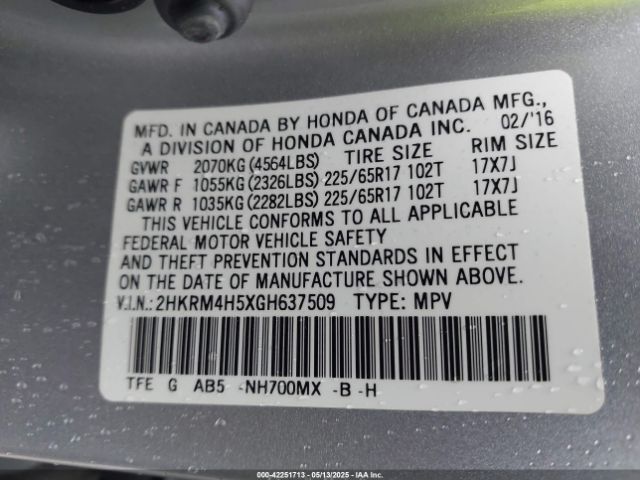 MFD. IN CANADA BY HONDA OF CANADA MFG.,
A DIVISION OF HONDA CANADA INC. 02/'16
GVWR 2070KG(4564LBS) TIRE SIZE RIM SIZE
GAWR F 1055KG(2326LBS) 225/65R17 102T 17X7J
GAWR R 1035KG(2282LBS) 225/65R17 102T 17X7J
THIS VEHICLE CONFORMS TO ALL APPLICABLE
FEDERAL MOTOR VEHICLE SAFETY
AND THEFT PREVENTION STANDARDS IN EFFECT
ON THE DATE OF MANUFACTURE SHOWN ABOVE.
V.I.N.: 2HKRM4H5XGH637509 TYPE: MPV
TFE G AB5 -NH700MX -B -H
000-42251713 - 05/13/2025 - IAA Inc.